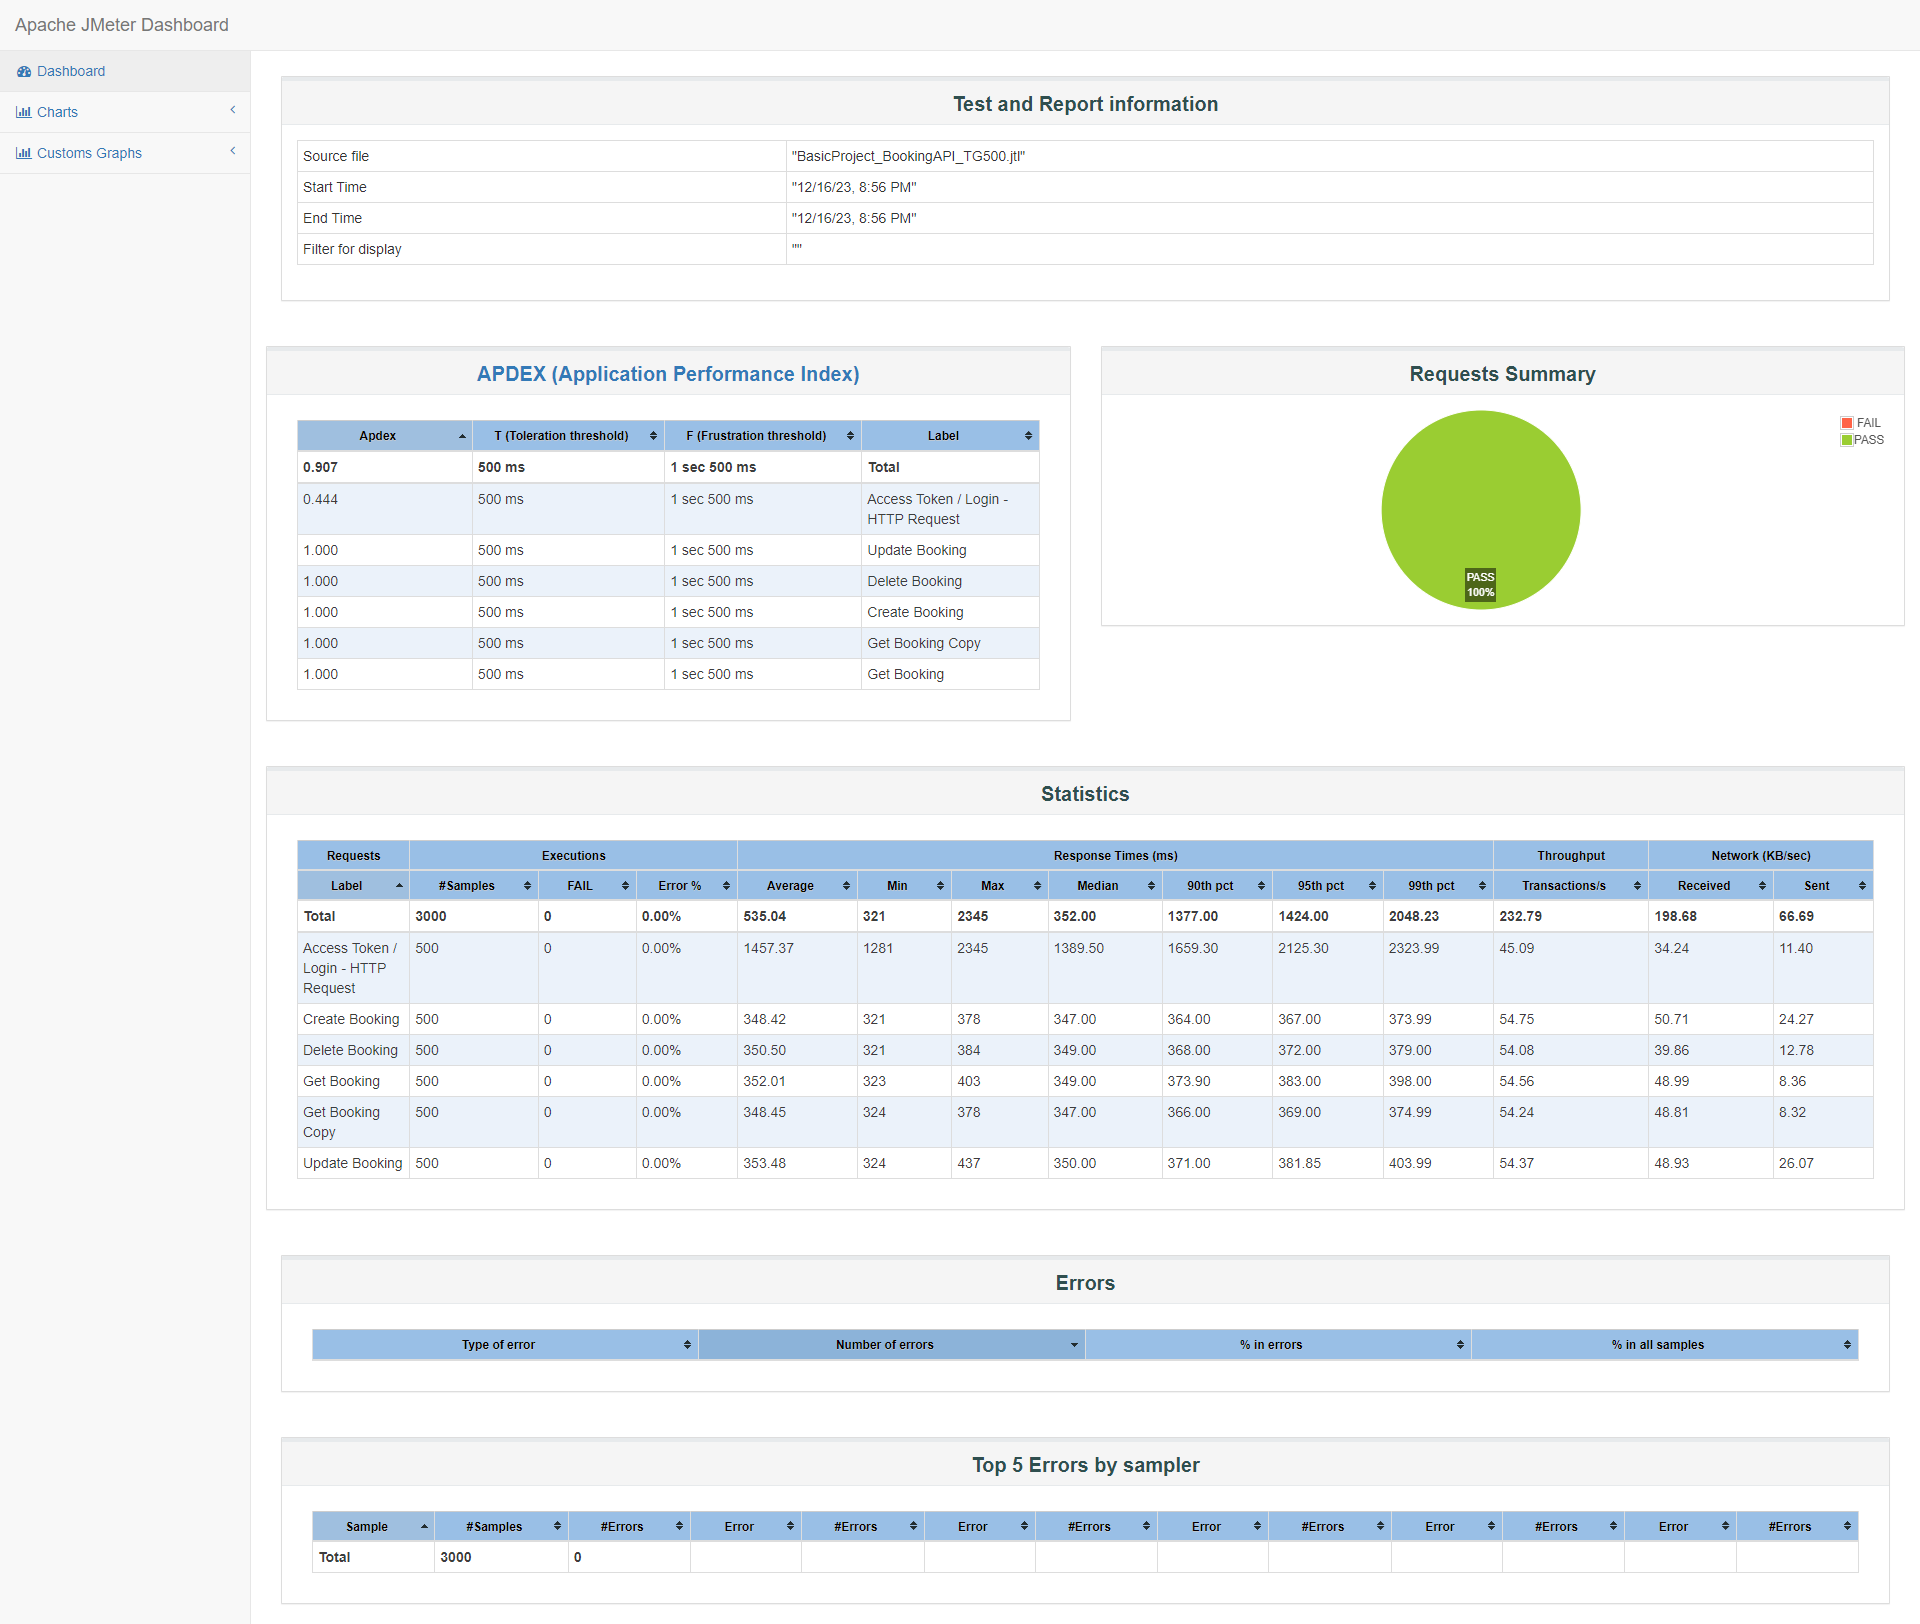 Apache JMeter Dashboard
Dashboard
Charts
Customs Graphs
Test and Report information
Source file "BasicProject_BookingAPI_TG500.jtl"
Start Time "12/16/23, 8:56 PM"
End Time "12/16/23, 8:56 PM"
Filter for display ""
APDEX (Application Performance Index)
Apdex T (Toleration threshold) F (Frustration threshold) Label
0.907 500 ms 1 sec 500 ms Total
0.444 500 ms 1 sec 500 ms Access Token / Login -
HTTP Request
1.000 500 ms 1 sec 500 ms Update Booking
1.000 500 ms 1 sec 500 ms Delete Booking
1.000 500 ms 1 sec 500 ms Create Booking
1.000 500 ms 1 sec 500 ms Get Booking Copy
1.000 500 ms 1 sec 500 ms Get Booking
Requests Summary
FAIL
PASS
PASS
100%
Statistics
Requests Executions Response Times (ms) Throughput Network (KB/sec)
Label #Samples FAIL Error % Average Min Max Median 90th pct 95th pct 99th pct Transactions/s Received Sent
Total 3000 0 0.00% 535.04 321 2345 352.00 1377.00 1424.00 2048.23 232.79 198.68 66.69
Access Token / 500 0 0.00% 1457.37 1281 2345 1389.50 1659.30 2125.30 2323.99 45.09 34.24 11.40
Login - HTTP
Request
Create Booking 500 0 0.00% 348.42 321 378 347.00 364.00 367.00 373.99 54.75 50.71 24.27
Delete Booking 500 0 0.00% 350.50 321 384 349.00 368.00 372.00 379.00 54.08 39.86 12.78
Get Booking 500 0 0.00% 352.01 323 403 349.00 373.90 383.00 398.00 54.56 48.99 8.36
Get Booking 500 0 0.00% 348.45 324 378 347.00 366.00 369.00 374.99 54.24 48.81 8.32
Copy
Update Booking 500 0 0.00% 353.48 324 437 350.00 371.00 381.85 403.99 54.37 48.93 26.07
Errors
Type of error Number of errors % in errors % in all samples
Top 5 Errors by sampler
Sample #Samples #Errors Error #Errors Error #Errors Error #Errors Error #Errors Error #Errors
Total 3000 0